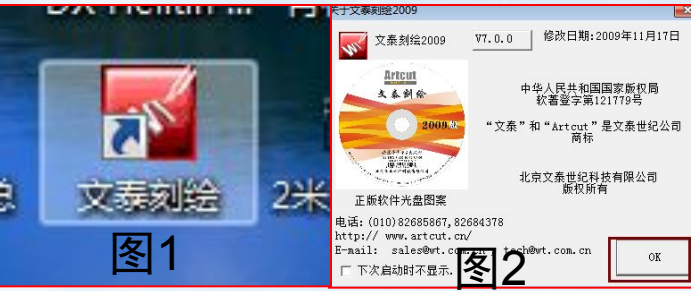 文泰刻绘
2米
图1
关于文泰刻绘2009
文泰刻绘2009
V7.0.0
修改日期:2009年11月17日
Artcut
文泰刻绘
2009
中华人民共和国国家版权局
软著登字第121779号
“文泰”和“Artcut”是文泰世纪公司
商标
北京文泰世纪科技有限公司
版权所有
正版软件光盘图案
电话:(010)82685867,82684378
http:// www.artcut.cn/
E-mail: sales@wt.com.cn tech@wt.com.cn
下次启动时不显示.
图2
OK